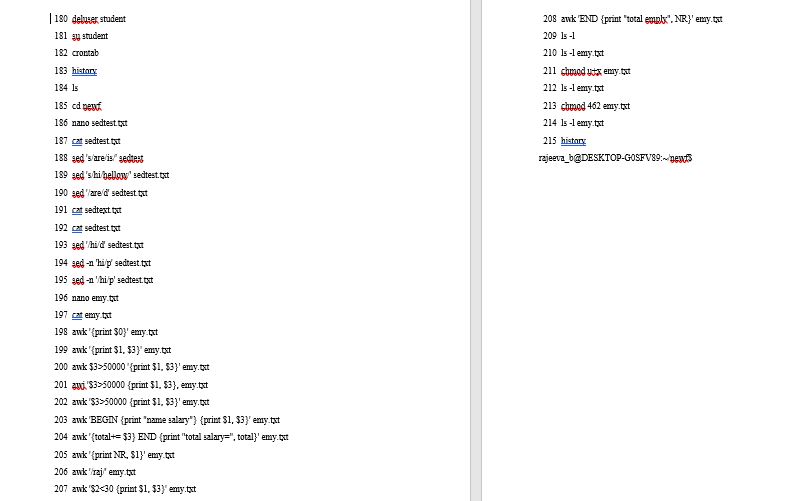 180 deluser student
181 su student
182 crontab
183 history
184 ls
185 cd newf
186 nano sedtest.txt
187 cat sedtest.txt
188 sed 's/are/is/' sedtest
189 sed 's/hi/hellow/' sedtest.txt
190 sed '/are/d' sedtest.txt
191 cat sedtext.txt
192 cat sedtest.txt
193 sed '/hi/d' sedtest.txt
194 sed -n 'hi/p' sedtest.txt
195 sed -n '/hi/p' sedtest.txt
196 nano emy.txt
197 cat emy.txt
198 awk '{print $0}' emy.txt
199 awk '{print $1, $3}' emy.txt
200 awk $3>50000 '{print $1, $3}' emy.txt
201 awi '$3>50000 {print $1, $3}, emy.txt
202 awk '$3>50000 {print $1, $3}' emy.txt
203 awk 'BEGIN {print "name salary"} {print $1, $3}' emy.txt
204 awk '{total+= $3} END {print "total salary=", total}' emy.txt
205 awk '{print NR, $1}' emy.txt
206 awk '/raj/' emy.txt
207 awk '$2<30 {print $1, $3}' emy.txt
208 awk 'END {print "total emply", NR}' emy.txt
209 ls -l
210 ls -l emy.txt
211 chmod u+x emy.txt
212 ls -l emy.txt
213 chmod 462 emy.txt
214 ls -l emy.txt
215 history
rajeeva_b@DESKTOP-G0SFV89:~/newf$